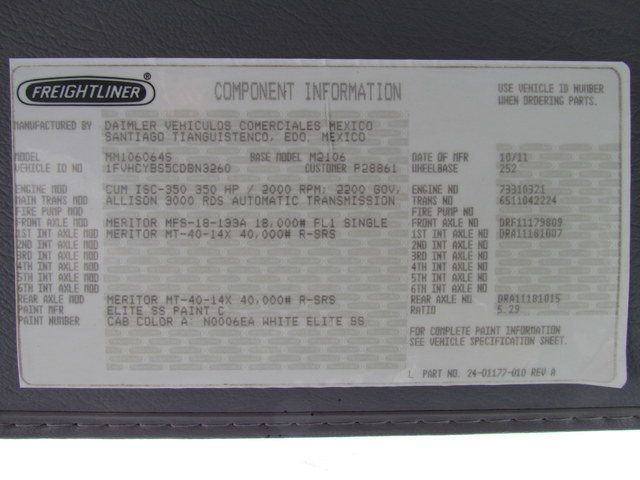 FREIGHTLINER®
COMPONENT INFORMATION
USE VEHICLE ID NUMBER
WHEN ORDERING PARTS.
MANUFACTURED BY DAIMLER VEHICULOS COMERCIALES MEXICO
SANTIAGO TIANGUISTENCO, EDO. MEXICO
MODEL MM106064S BASE MODEL M2106 DATE OF MFR 10/11
VEHICLE ID NO 1FVHCYBS5CDBN3260 CUSTOMER P28861 WHEELBASE 252
ENGINE MOD CUM ISC-350 350 HP / 2000 RPM; 2200 GOV, ENGINE NO 73310321
MAIN TRANS MOD ALLISON 3000 RDS AUTOMATIC TRANSMISSION TRANS NO 6511042224
FIRE PUMP MOD FIRE PUMP NO
FRONT AXLE MOD MERITOR MFS-18-133A 18,000# FL1 SINGLE FRONT AXLE NO DRF11179809
1ST INT AXLE MOD MERITOR MT-40-14X 40,000# R-SRS 1ST INT AXLE NO DRA11181007
2ND INT AXLE MOD 2ND INT AXLE NO
3RD INT AXLE MOD 3RD INT AXLE NO
4TH INT AXLE MOD 4TH INT AXLE NO
5TH INT AXLE MOD 5TH INT AXLE NO
6TH INT AXLE MOD 6TH INT AXLE NO
REAR AXLE MOD MERITOR MT-40-14X 40,000# R-SRS REAR AXLE NO DRA11181015
PAINT MFR ELITE SS PAINT C RATIO 5.29
PAINT NUMBER CAB COLOR A: N0006EA WHITE ELITE SS
FOR COMPLETE PAINT INFORMATION
SEE VEHICLE SPECIFICATION SHEET.
L PART NO. 24-01177-010 REV A